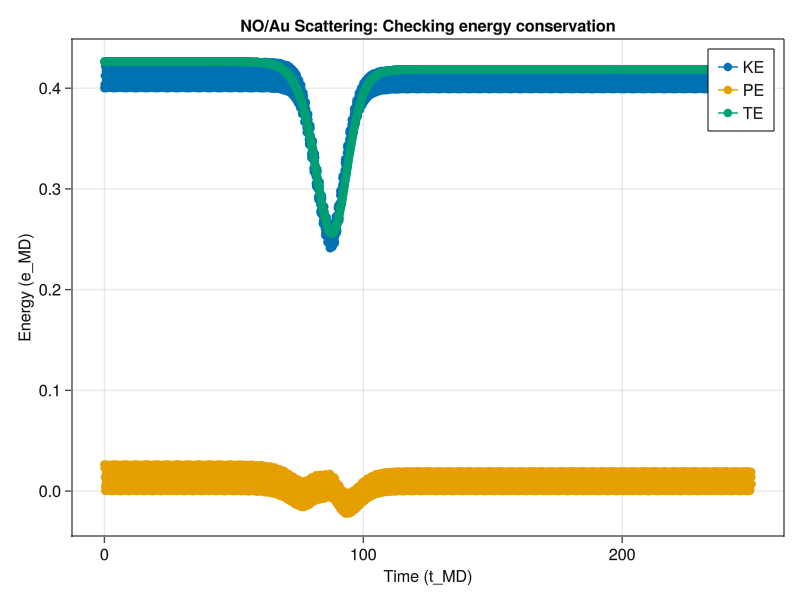 NO/Au Scattering: Checking energy conservation
KE
PE
TE
0.4
0.3
0.2
0.1
0.0
Energy (e_MD)
0
100
200
Time (t_MD)